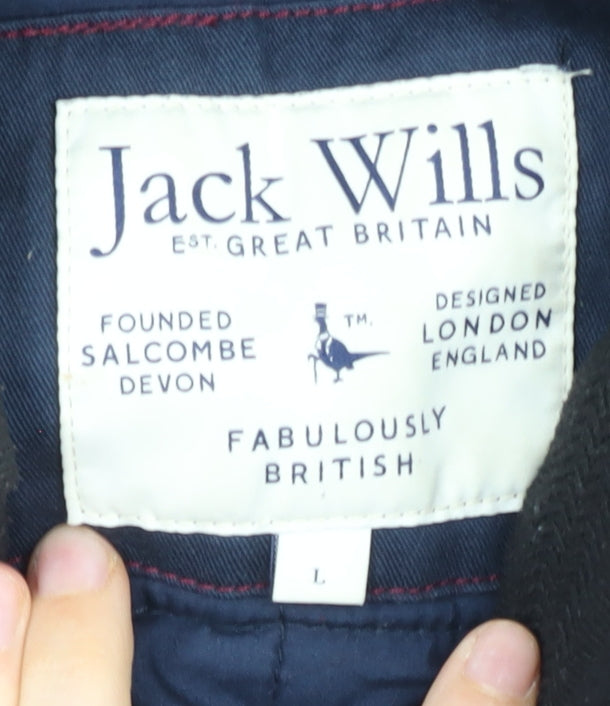 Jack Wills
EST. GREAT BRITAIN
FOUNDED
SALCOMBE
DEVON
TM.
DESIGNED
LONDON
ENGLAND
FABULOUSLY
BRITISH
L